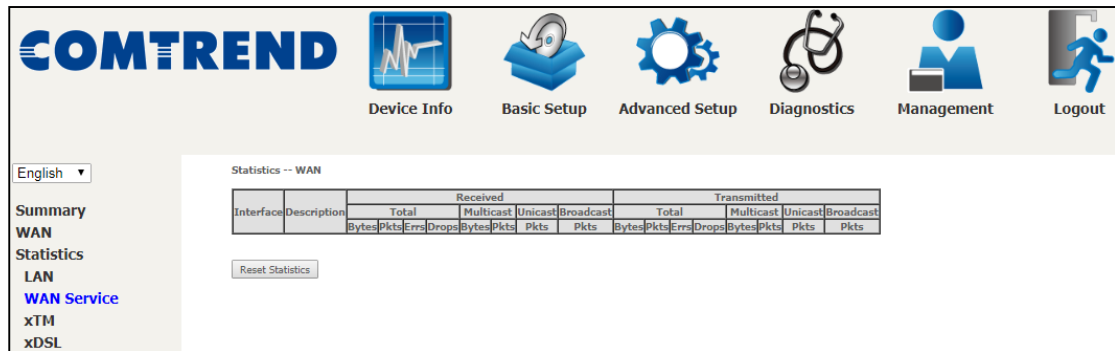 COMTREND
Device Info Basic Setup Advanced Setup Diagnostics Management Logout
English
Summary
WAN
Statistics
LAN
WAN Service
xTM
xDSL
Statistics -- WAN
Interface Description Received Transmitted
Total Multicast Unicast Broadcast Total Multicast Unicast Broadcast
Bytes Pkts Errs Drops Bytes Pkts Pkts Pkts Bytes Pkts Errs Drops Bytes Pkts Pkts Pkts
Reset Statistics